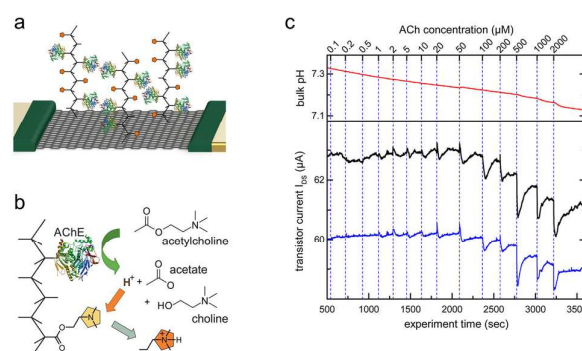 a
b
AChE
acetylcholine
H⁺ +
acetate
+
choline
c
ACh concentration (µM)
0.1 0.2 0.5 1 2 5 10 20 50 100 200 500 1000 2000
bulk pH
7.3
7.1
transistor current I_DS (µA)
62
60
500 1000 1500 2000 2500 3000 350
experiment time (sec)
O
O
N
O
O
HO
N
O
O
N
N
H
+